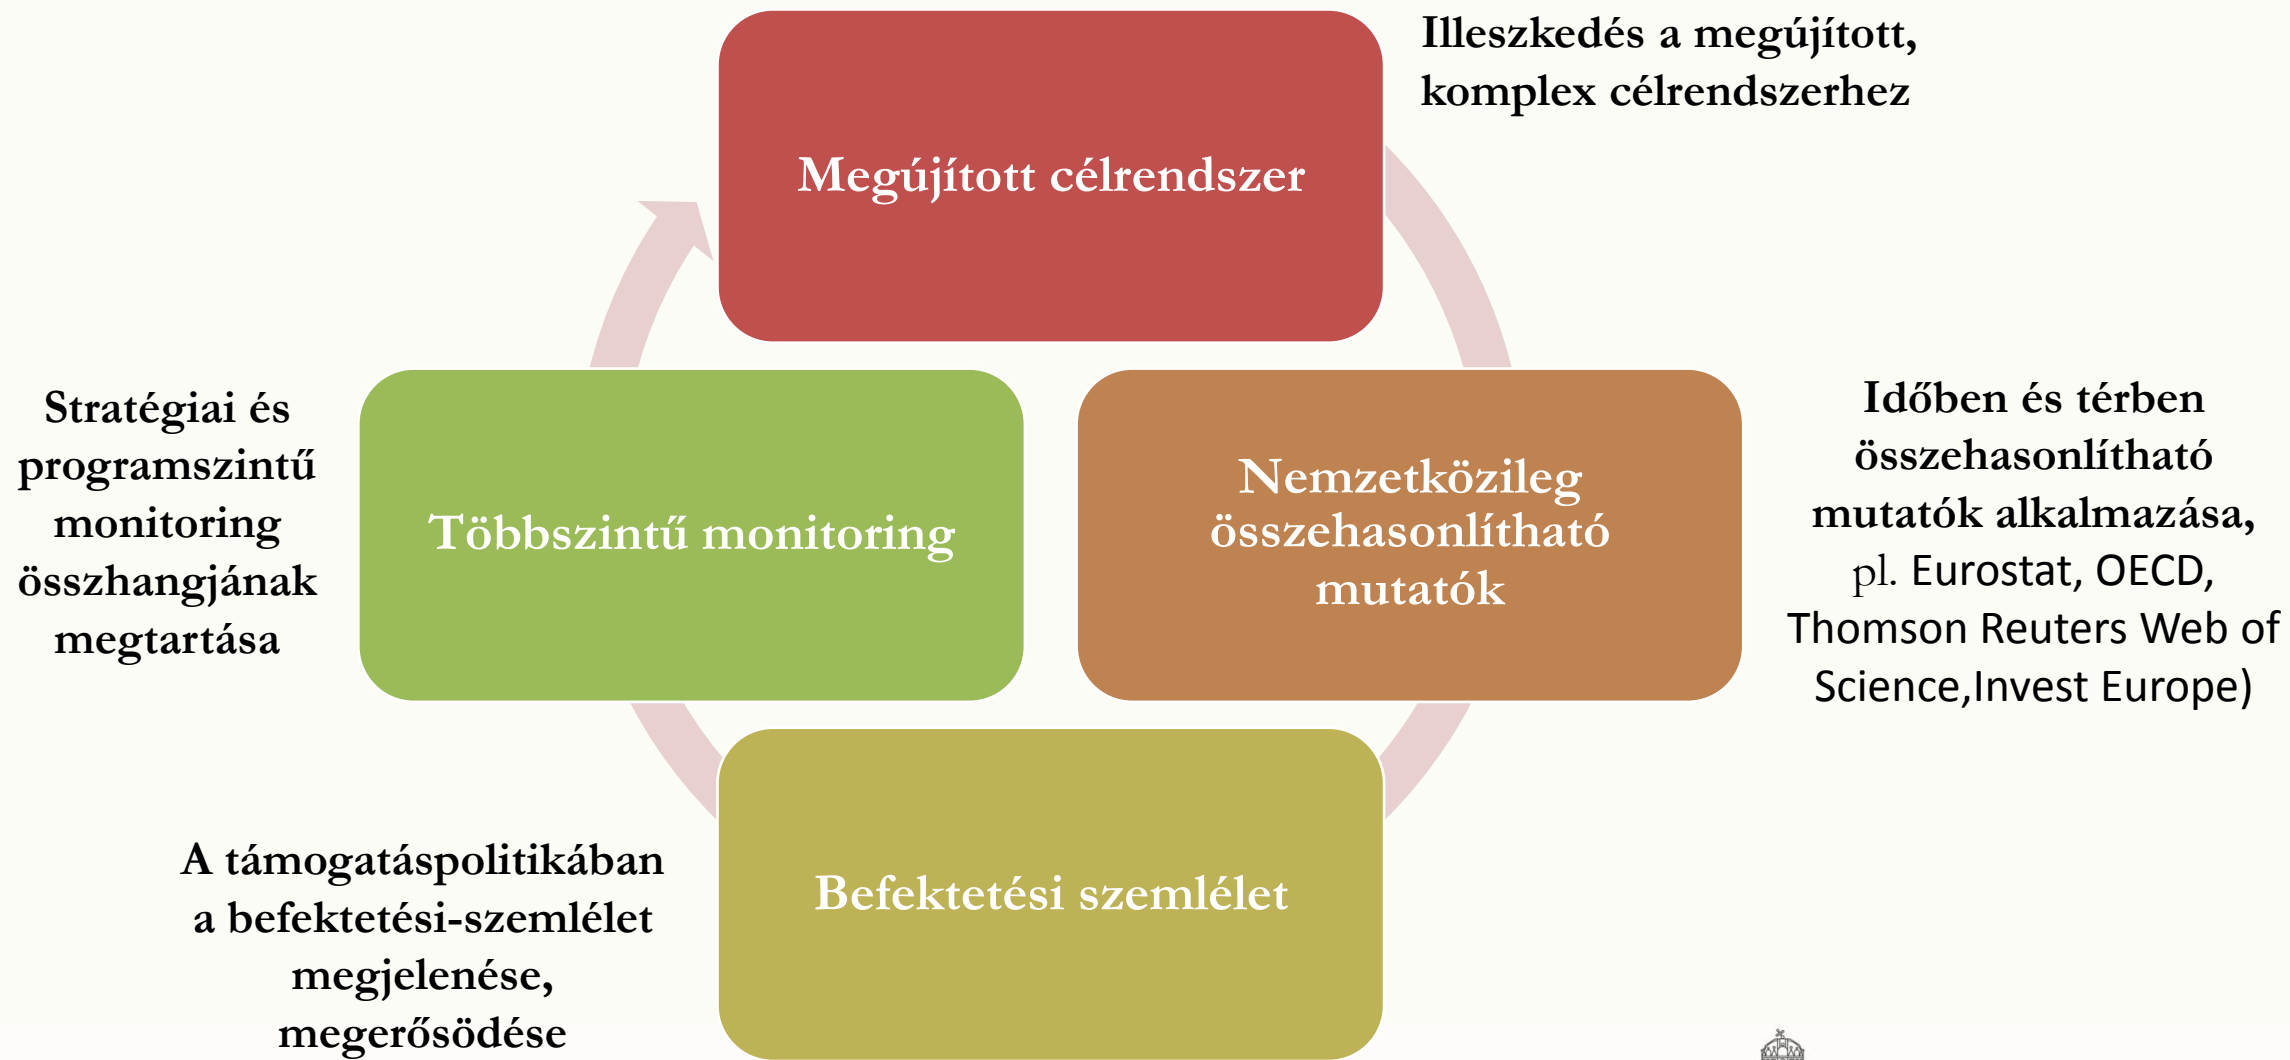 Illeszkedés a megújított,
komplex célrendszerhez
Megújított célrendszer
Stratégiai és
programszintű
monitoring
összhangjának
megtartása
Többszintű monitoring
Nemzetközileg
összehasonlítható
mutatók
Időben és térben
összehasonlítható
mutatók alkalmazása,
pl. Eurostat, OECD,
Thomson Reuters Web of
Science,Invest Europe)
A támogatáspolitikában
a befektetési-szemlélet
megjelenése,
megerősödése
Befektetési szemlélet